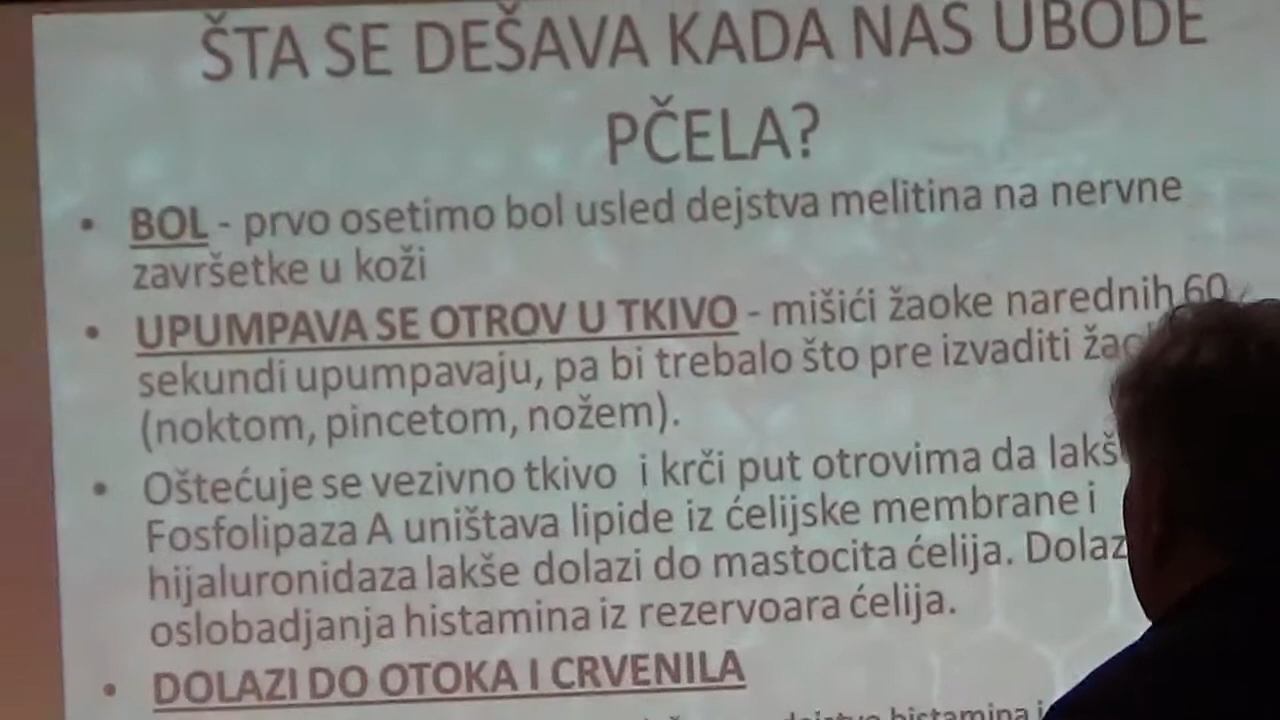 ŠTA SE DEŠAVA KADA NAS UBODE
PČELA?
• BOL - prvo osetimo bol usled dejstva melitina na nervne
završetke u koži
• UPUMPAVA SE OTROV U TKIVO - mišići žaoke narednih 60
sekundi upumpavaju, pa bi trebalo što pre izvaditi
(noktom, pincetom, nožem).
• Oštećuje se vezivno tkivo i krči put otrovima da
Fosfolipaza A uništava lipide iz ćelijske membrane i
hijaluronidaza lakše dolazi do mastocita ćelija.
oslobadjanja histamina iz rezervoara ćelija.
• DOLAZI DO OTOKA I CRVENILA
histamina i